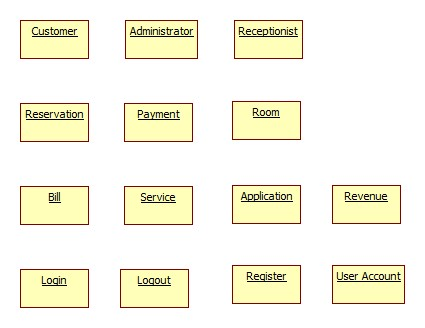 Customer
Administrator
Receptionist
Reservation
Payment
Room
Bill
Service
Application
Revenue
Login
Logout
Register
User Account